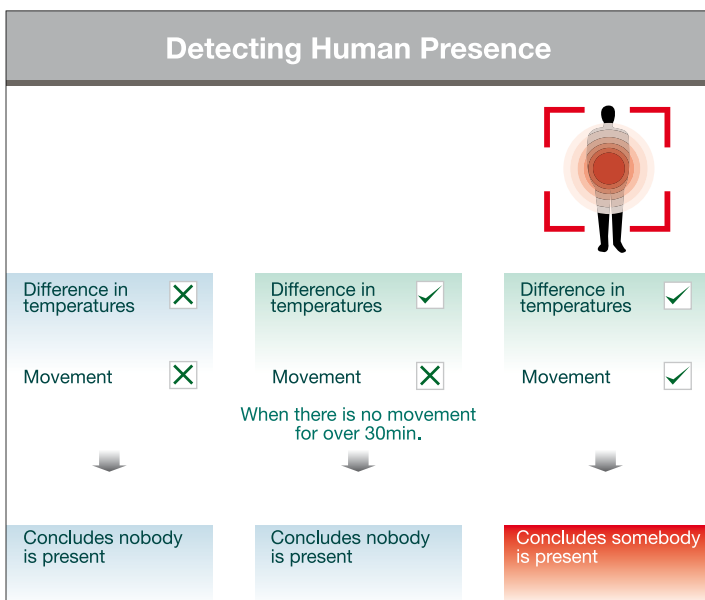 Detecting Human Presence
Difference in
temperatures
Movement
Concludes nobody
is present
Difference in
temperatures
Movement
When there is no movement
for over 30min.
Concludes nobody
is present
Difference in
temperatures
Movement
Concludes somebody
is present